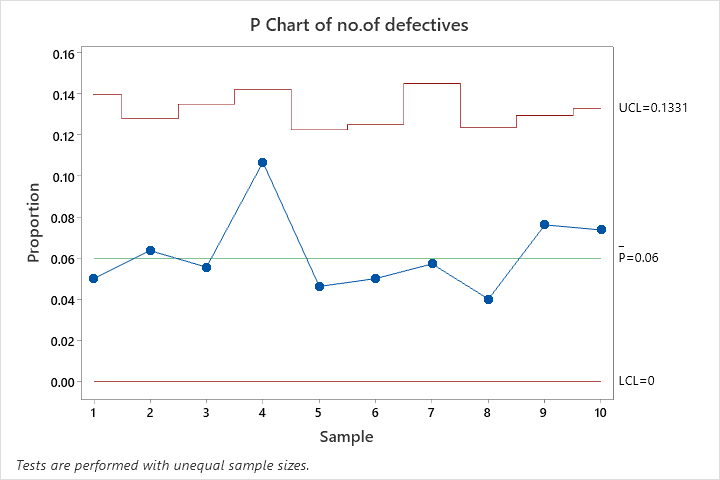 P Chart of no.of defectives
0.16
0.14
0.12
0.10
0.08
0.06
0.04
0.02
0.00
Proportion
UCL=0.1331
_
P=0.06
LCL=0
1 2 3 4 5 6 7 8 9 10
Sample
Tests are performed with unequal sample sizes.